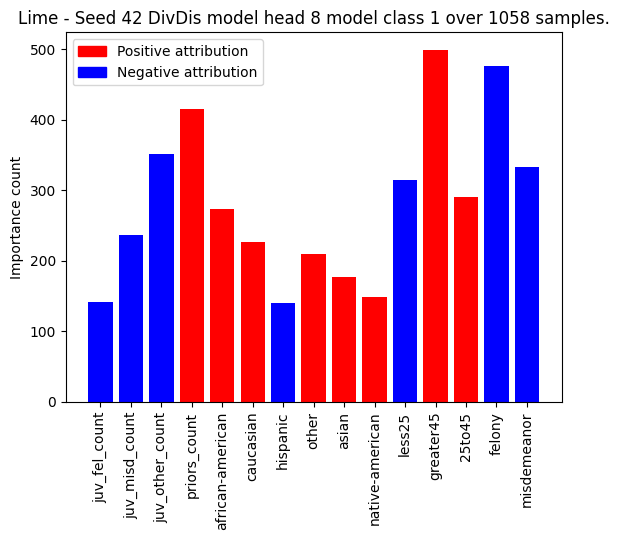 Lime - Seed 42 DivDis model head 8 model class 1 over 1058 samples.
Positive attribution
Negative attribution
Importance count
500
400
300
200
100
0
juv_fel_count
juv_misd_count
juv_other_count
priors_count
african-american
caucasian
hispanic
other
asian
native-american
less25
greater45
25to45
felony
misdemeanor